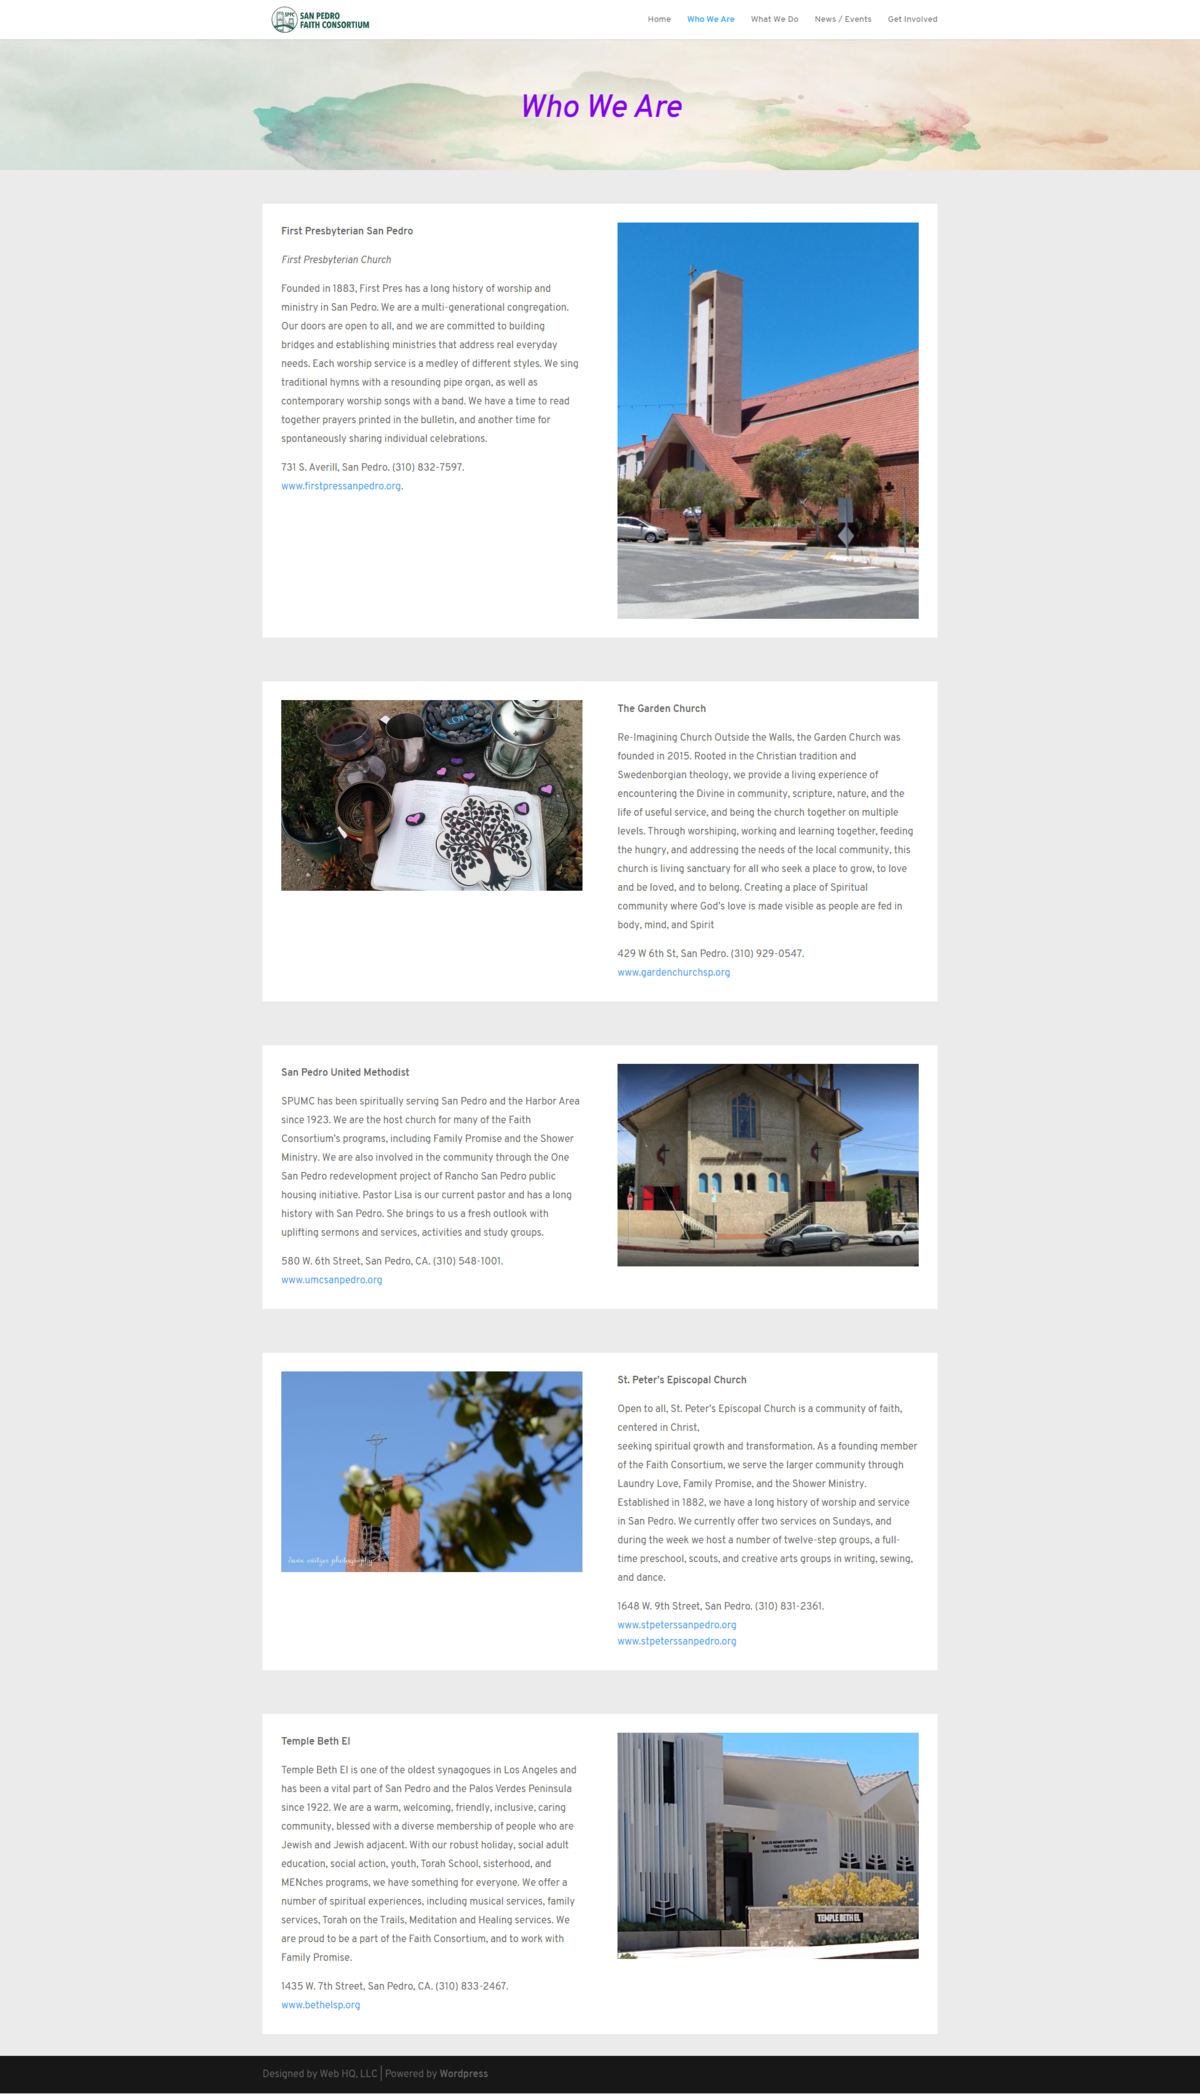 SPFC
SAN PEDRO
FAITH CONSORTIUM
Home Who We Are What We Do News / Events Get Involved
Who We Are
First Presbyterian San Pedro
First Presbyterian Church
Founded in 1883, First Pres has a long history of worship and
ministry in San Pedro. We are a multi-generational congregation.
Our doors are open to all, and we are committed to building
bridges and establishing ministries that address real everyday
needs. Each worship service is a medley of different styles. We sing
traditional hymns with a resounding pipe organ, as well as
contemporary worship songs with a band. We have a time to read
together prayers printed in the bulletin, and another time for
spontaneously sharing individual celebrations.
731 S. Averill, San Pedro. (310) 832-7597.
www.firstpressanpedro.org.
LOVE
The Garden Church
Re-Imagining Church Outside the Walls, the Garden Church was
founded in 2015. Rooted in the Christian tradition and
Swedenborgian theology, we provide a living experience of
encountering the Divine in community, scripture, nature, and the
life of useful service, and being the church together on multiple
levels. Through worshiping, working and learning together, feeding
the hungry, and addressing the needs of the local community, this
church is living sanctuary for all who seek a place to grow, to love
and be loved, and to belong. Creating a place of Spiritual
community where God's love is made visible as people are fed in
body, mind, and Spirit
429 W 6th St, San Pedro. (310) 929-0547.
www.gardenchurchsp.org
San Pedro United Methodist
SPUMC has been spiritually serving San Pedro and the Harbor Area
since 1923. We are the host church for many of the Faith
Consortium's programs, including Family Promise and the Shower
Ministry. We are also involved in the community through the One
San Pedro redevelopment project of Rancho San Pedro public
housing initiative. Pastor Lisa is our current pastor and has a long
history with San Pedro. She brings to us a fresh outlook with
uplifting sermons and services, activities and study groups.
580 W. 6th Street, San Pedro, CA. (310) 548-1001.
www.umcsanpedro.org
photography
St. Peter's Episcopal Church
Open to all, St. Peter's Episcopal Church is a community of faith,
centered in Christ,
seeking spiritual growth and transformation. As a founding member
of the Faith Consortium, we serve the larger community through
Laundry Love, Family Promise, and the Shower Ministry.
Established in 1882, we have a long history of worship and service
in San Pedro. We currently offer two services on Sundays, and
during the week we host a number of twelve-step groups, a full-
time preschool, scouts, and creative arts groups in writing, sewing,
and dance.
1648 W. 9th Street, San Pedro. (310) 831-2361.
www.stpeterssanpedro.org
www.stpeterssanpedro.org
Temple Beth El
Temple Beth El is one of the oldest synagogues in Los Angeles and
has been a vital part of San Pedro and the Palos Verdes Peninsula
since 1922. We are a warm, welcoming, friendly, inclusive, caring
community, blessed with a diverse membership of people who are
Jewish and Jewish adjacent. With our robust holiday, social adult
education, social action, youth, Torah School, sisterhood, and
MENches programs, we have something for everyone. We offer a
number of spiritual experiences, including musical services, family
services, Torah on the Trails, Meditation and Healing services. We
are proud to be a part of the Faith Consortium, and to work with
Family Promise.
1435 W. 7th Street, San Pedro, CA. (310) 833-2467.
www.bethelsp.org
THIS IS NONE OTHER THAN BETH EL
THE HOUSE OF GOD
AND THIS IS THE GATE OF HEAVEN
TEMPLE BETH EL
Designed by Web HQ, LLC | Powered by Wordpress